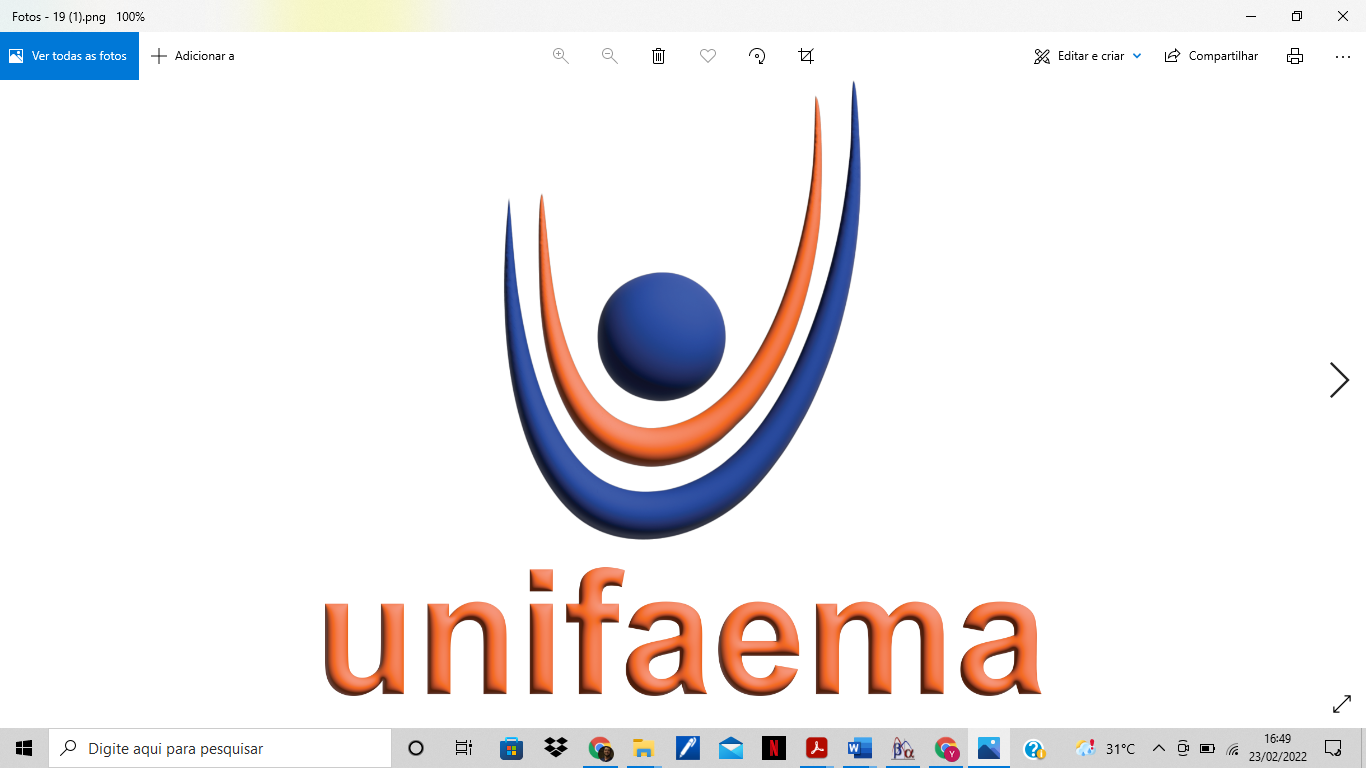 Fotos - 19 (1).png 100%
Ver todas as fotos
Adicionar a
Editar e criar
Compartilhar
unifaema
Digite aqui para pesquisar
31°C
16:49
23/02/2022